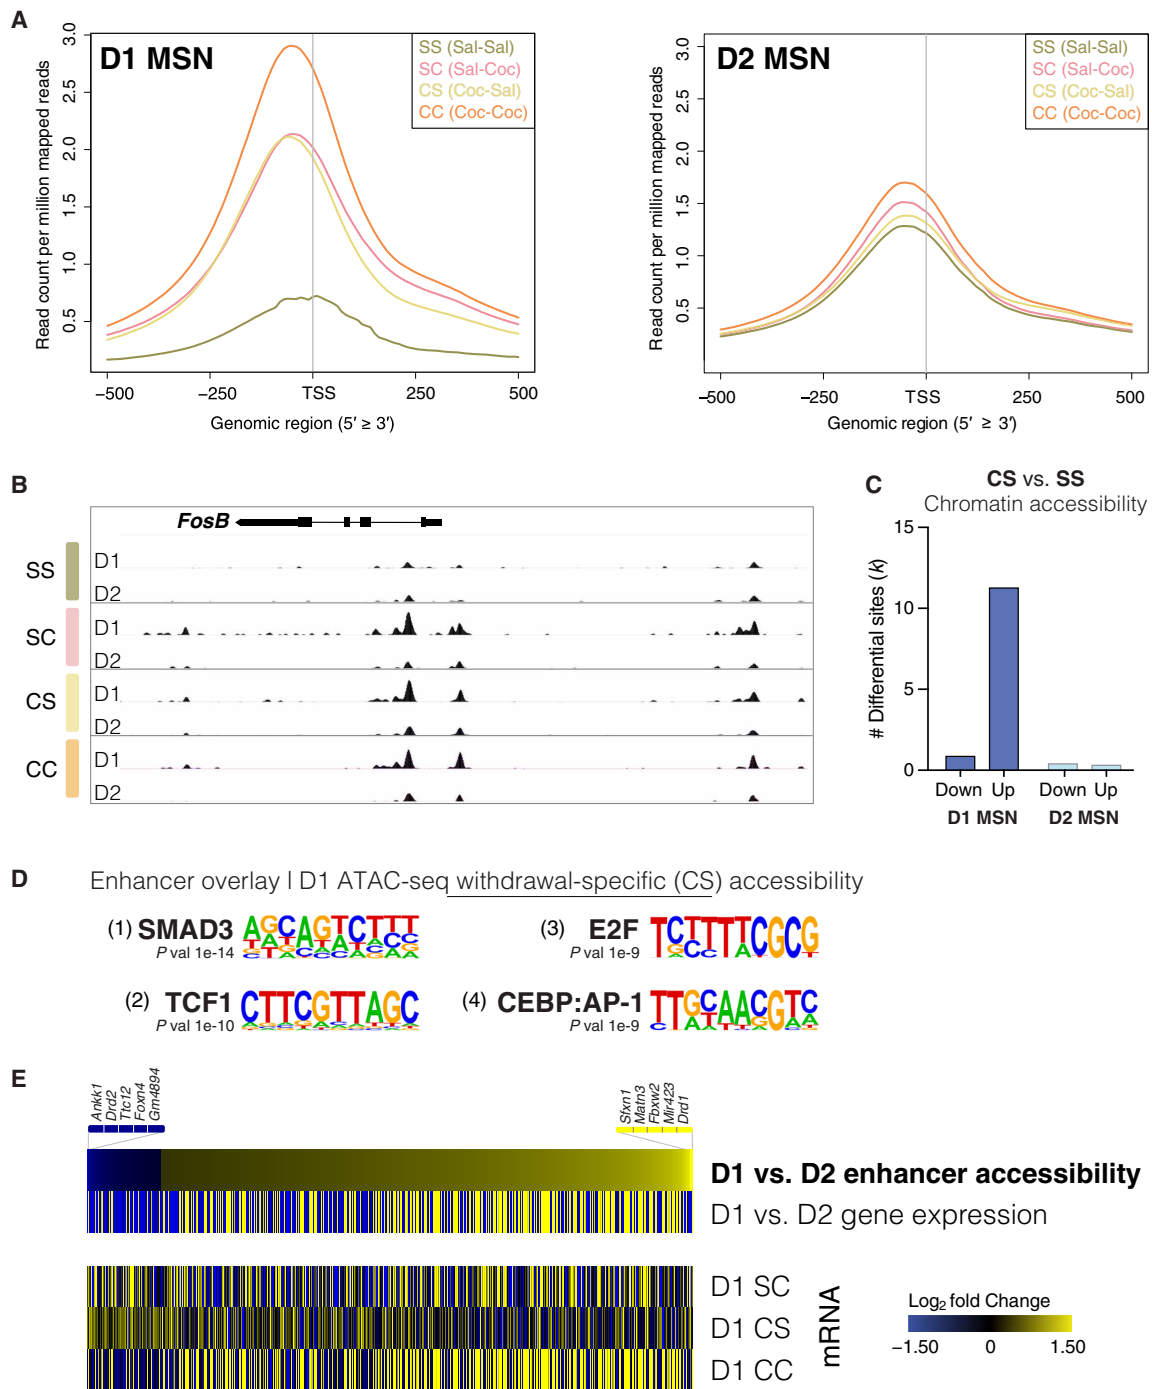 A
D1 MSN
SS (Sal-Sal)
SC (Sal-Coc)
CS (Coc-Sal)
CC (Coc-Coc)
Read count per million mapped reads
3.0
2.5
2.0
1.5
1.0
0.5
−500
−250
TSS
250
500
Genomic region (5′ ≥ 3′)
D2 MSN
SS (Sal-Sal)
SC (Sal-Coc)
CS (Coc-Sal)
CC (Coc-Coc)
Read count per million mapped reads
3.0
2.5
2.0
1.5
1.0
0.5
−500
−250
TSS
250
500
Genomic region (5′ ≥ 3′)
B
FosB
SS
D1
D2
SC
D1
D2
CS
D1
D2
CC
D1
D2
C
CS vs. SS
Chromatin accessibility
# Differential sites (k)
15
10
5
0
Down Up
Down Up
D1 MSN
D2 MSN
D
Enhancer overlay | D1 ATAC-seq withdrawal-specific (CS) accessibility
(1) SMAD3
P val 1e-14
AGCAGTCTTT
(2) TCF1
P val 1e-10
CTTCGTTAGC
(3) E2F
P val 1e-9
TCTTTTCGCG
(4) CEBP:AP-1
P val 1e-9
TTGCAACGTC
E
Ankk1
Drd2
Ttc12
Foxn4
Gm4894
Sfxn1
Matn3
Fbxw2
Mir423
Drd1
D1 vs. D2 enhancer accessibility
D1 vs. D2 gene expression
D1 SC
D1 CS
D1 CC
mRNA
Log2 fold Change
−1.50
0
1.50